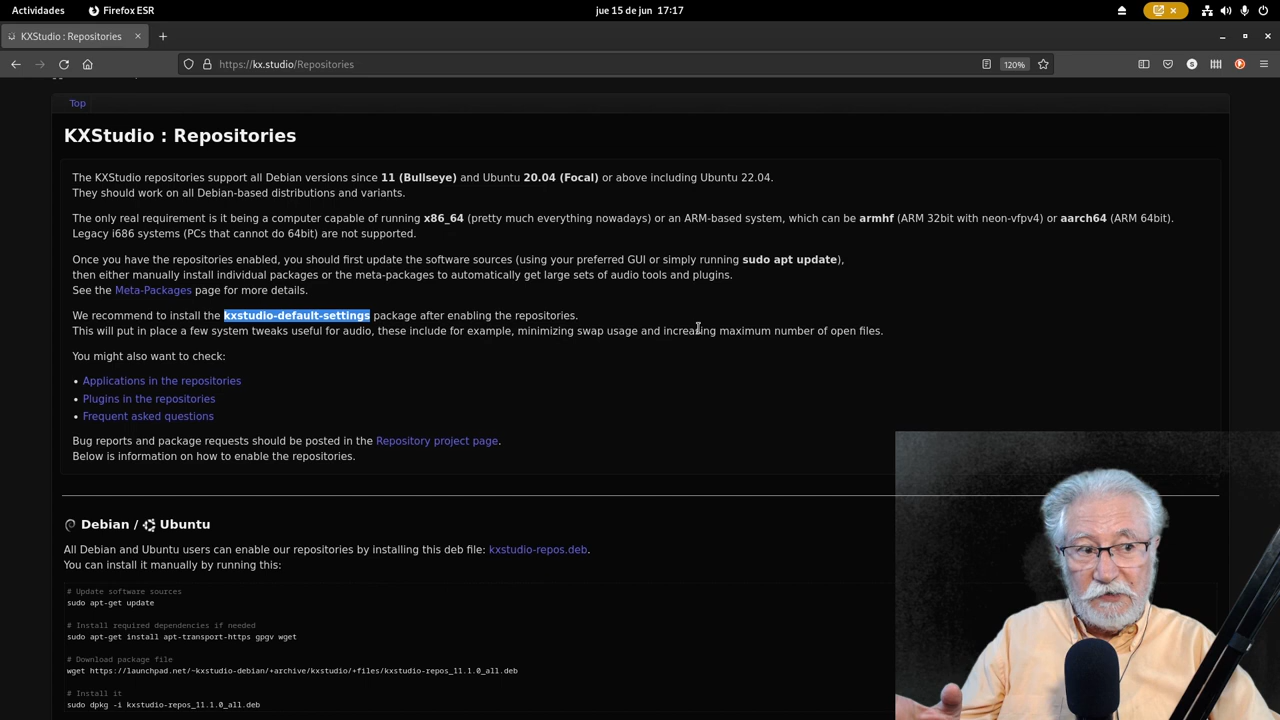 Actividades
Firefox ESR
jue 15 de jun 17:17
KXStudio : Repositories
https://kx.studio/Repositories
120%
Top
KXStudio : Repositories
The KXStudio repositories support all Debian versions since 11 (Bullseye) and Ubuntu 20.04 (Focal) or above including Ubuntu 22.04.
They should work on all Debian-based distributions and variants.
The only real requirement is it being a computer capable of running x86_64 (pretty much everything nowadays) or an ARM-based system, which can be armhf (ARM 32bit with neon-vfpv4) or aarch64 (ARM 64bit).
Legacy i686 systems (PCs that cannot do 64bit) are not supported.
Once you have the repositories enabled, you should first update the software sources (using your preferred GUI or simply running sudo apt update),
then either manually install individual packages or the meta-packages to automatically get large sets of audio tools and plugins.
See the Meta-Packages page for more details.
We recommend to install the kxstudio-default-settings package after enabling the repositories.
This will put in place a few system tweaks useful for audio, these include for example, minimizing swap usage and increasing maximum number of open files.
You might also want to check:
• Applications in the repositories
• Plugins in the repositories
• Frequent asked questions
Bug reports and package requests should be posted in the Repository project page.
Below is information on how to enable the repositories.
Debian / Ubuntu
All Debian and Ubuntu users can enable our repositories by installing this deb file: kxstudio-repos.deb.
You can install it manually by running this:
# Update software sources
sudo apt-get update
# Install required dependencies if needed
sudo apt-get install apt-transport-https gpgv wget
# Download package file
wget https://launchpad.net/~kxstudio-debian/+archive/kxstudio/+files/kxstudio-repos_11.1.0_all.deb
# Install it
sudo dpkg -i kxstudio-repos_11.1.0_all.deb